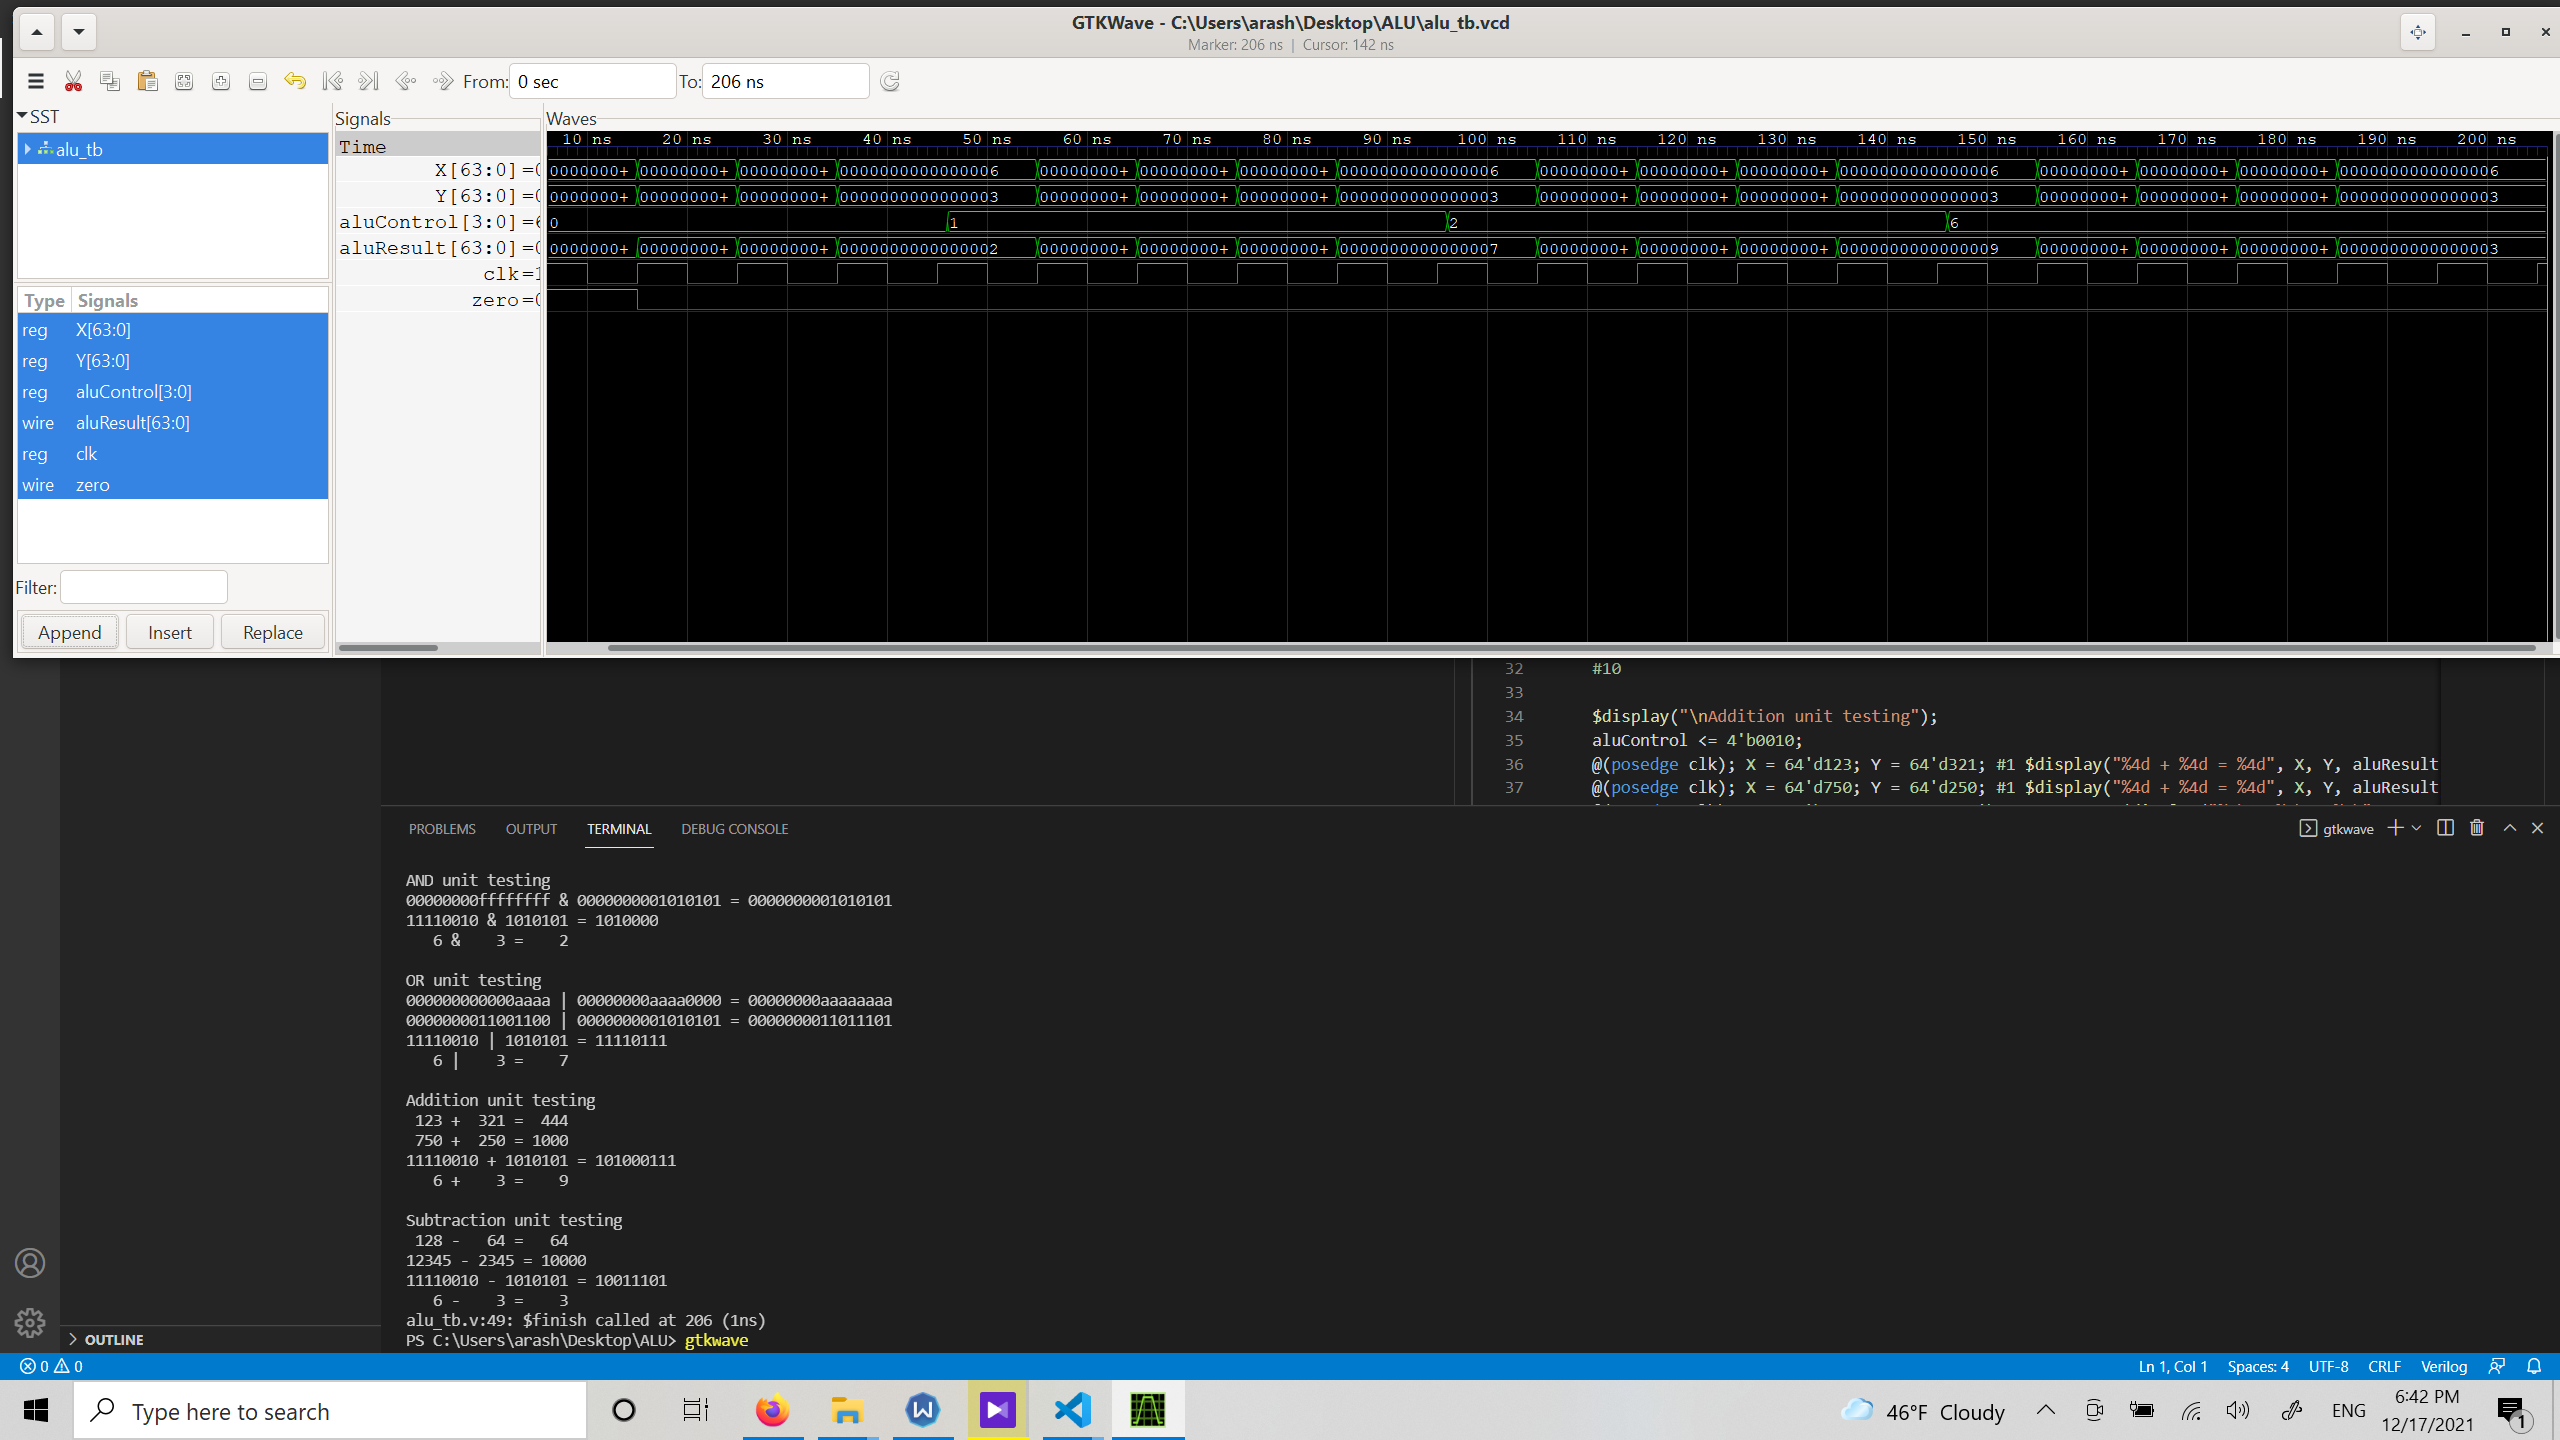 GTKWave - C:\Users\arash\Desktop\ALU\alu_tb.vcd
Marker: 206 ns | Cursor: 142 ns
From: 0 sec To: 206 ns
SST
alu_tb
Type Signals
reg X[63:0]
reg Y[63:0]
reg aluControl[3:0]
wire aluResult[63:0]
reg clk
wire zero
Filter:
Append Insert Replace
Signals
Time
X[63:0]=0
Y[63:0]=0
aluControl[3:0]=6
aluResult[63:0]=0
clk=1
zero=0
Waves
10 ns 20 ns 30 ns 40 ns 50 ns 60 ns 70 ns 80 ns 90 ns 100 ns 110 ns 120 ns 130 ns 140 ns 150 ns 160 ns 170 ns 180 ns 190 ns 200 ns
0000000+ 00000000+ 00000000+ 0000000000000006 00000000+ 00000000+ 00000000+ 0000000000000006 00000000+ 00000000+ 00000000+ 0000000000000006 00000000+ 00000000+ 00000000+ 0000000000000006
0000000+ 00000000+ 00000000+ 0000000000000003 00000000+ 00000000+ 00000000+ 0000000000000003 00000000+ 00000000+ 00000000+ 0000000000000003 00000000+ 00000000+ 00000000+ 0000000000000003
0 1 2 6
0000000+ 00000000+ 00000000+ 0000000000000002 00000000+ 00000000+ 00000000+ 0000000000000007 00000000+ 00000000+ 00000000+ 0000000000000009 00000000+ 00000000+ 00000000+ 0000000000000003
32 #10
33
34 $display("\nAddition unit testing");
35 aluControl <= 4'b0010;
36 @(posedge clk); X = 64'd123; Y = 64'd321; #1 $display("%4d + %4d = %4d", X, Y, aluResult
37 @(posedge clk); X = 64'd750; Y = 64'd250; #1 $display("%4d + %4d = %4d", X, Y, aluResult
PROBLEMS OUTPUT TERMINAL DEBUG CONSOLE
gtkwave
AND unit testing
00000000ffffffff & 0000000001010101 = 0000000001010101
11110010 & 1010101 = 1010000
6 & 3 = 2
OR unit testing
000000000000aaaa | 00000000aaaa0000 = 00000000aaaaaaaa
0000000011001100 | 0000000001010101 = 0000000011011101
11110010 | 1010101 = 11110111
6 | 3 = 7
Addition unit testing
123 + 321 = 444
750 + 250 = 1000
11110010 + 1010101 = 101000111
6 + 3 = 9
Subtraction unit testing
128 - 64 = 64
12345 - 2345 = 10000
11110010 - 1010101 = 10011101
6 - 3 = 3
alu_tb.v:49: $finish called at 206 (1ns)
PS C:\Users\arash\Desktop\ALU> gtkwave
OUTLINE
0 0
Ln 1, Col 1 Spaces: 4 UTF-8 CRLF Verilog
Type here to search
46°F Cloudy
ENG
6:42 PM
12/17/2021
1